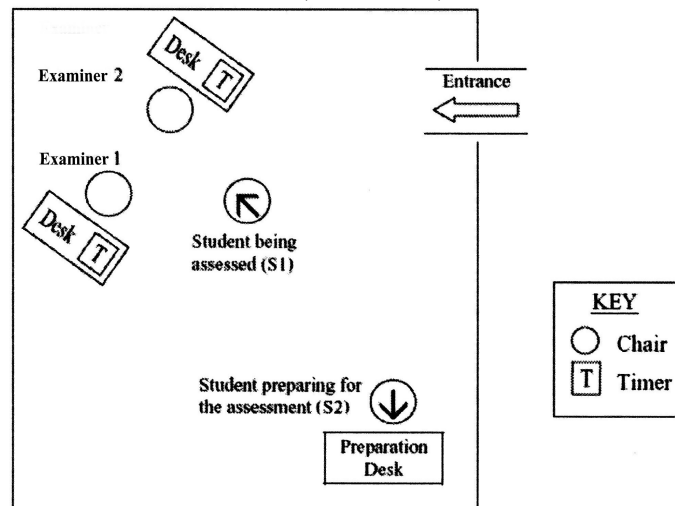 Desk T
Examiner 2
Entrance
Examiner 1
Desk T
Student being
assessed (S1)
KEY
Chair
T Timer
Student preparing for
the assessment (S2)
Preparation
Desk